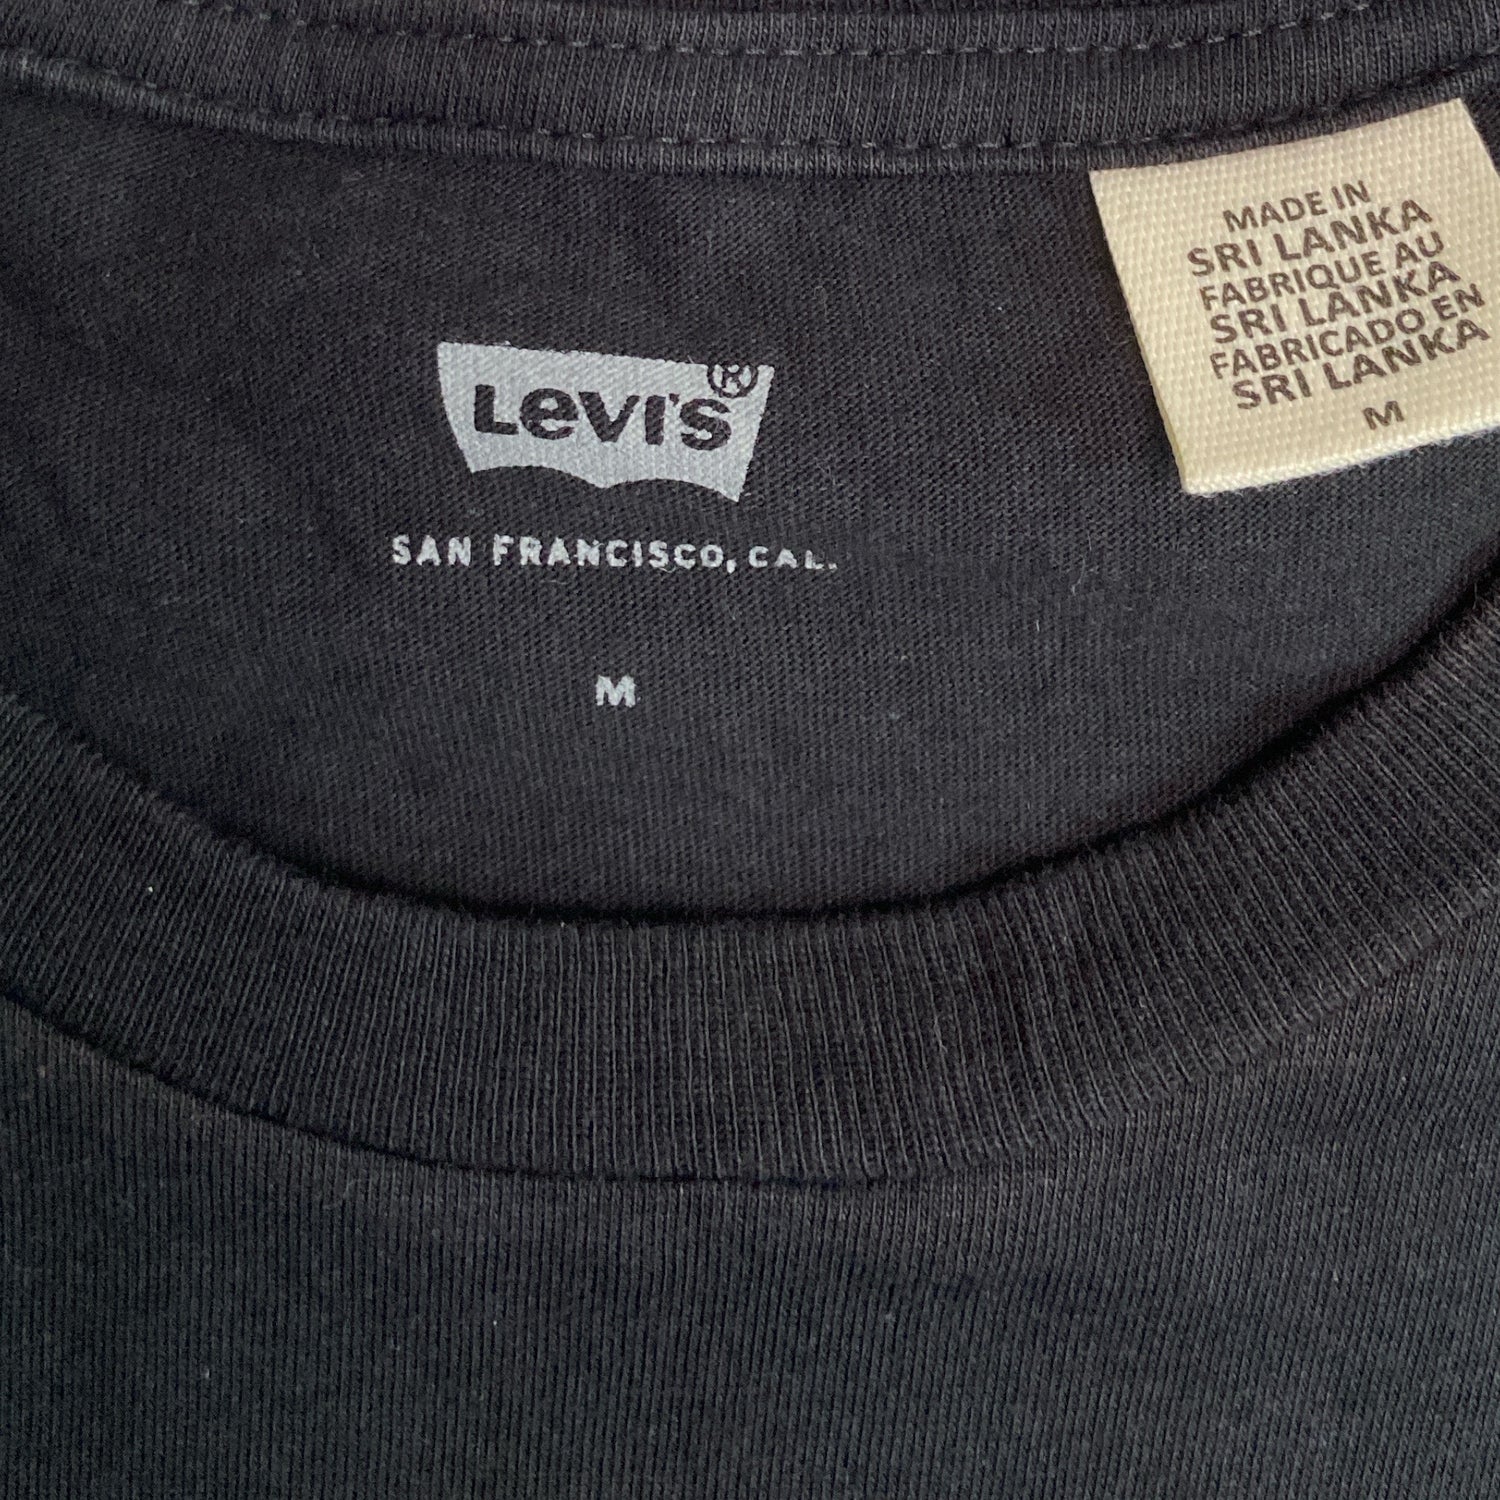 LEVI'S®
SAN FRANCISCO, CAL.
M
MADE IN
SRI LANKA
FABRIQUE AU
SRI LANKA
FABRICADO EN
SRI LANKA
M